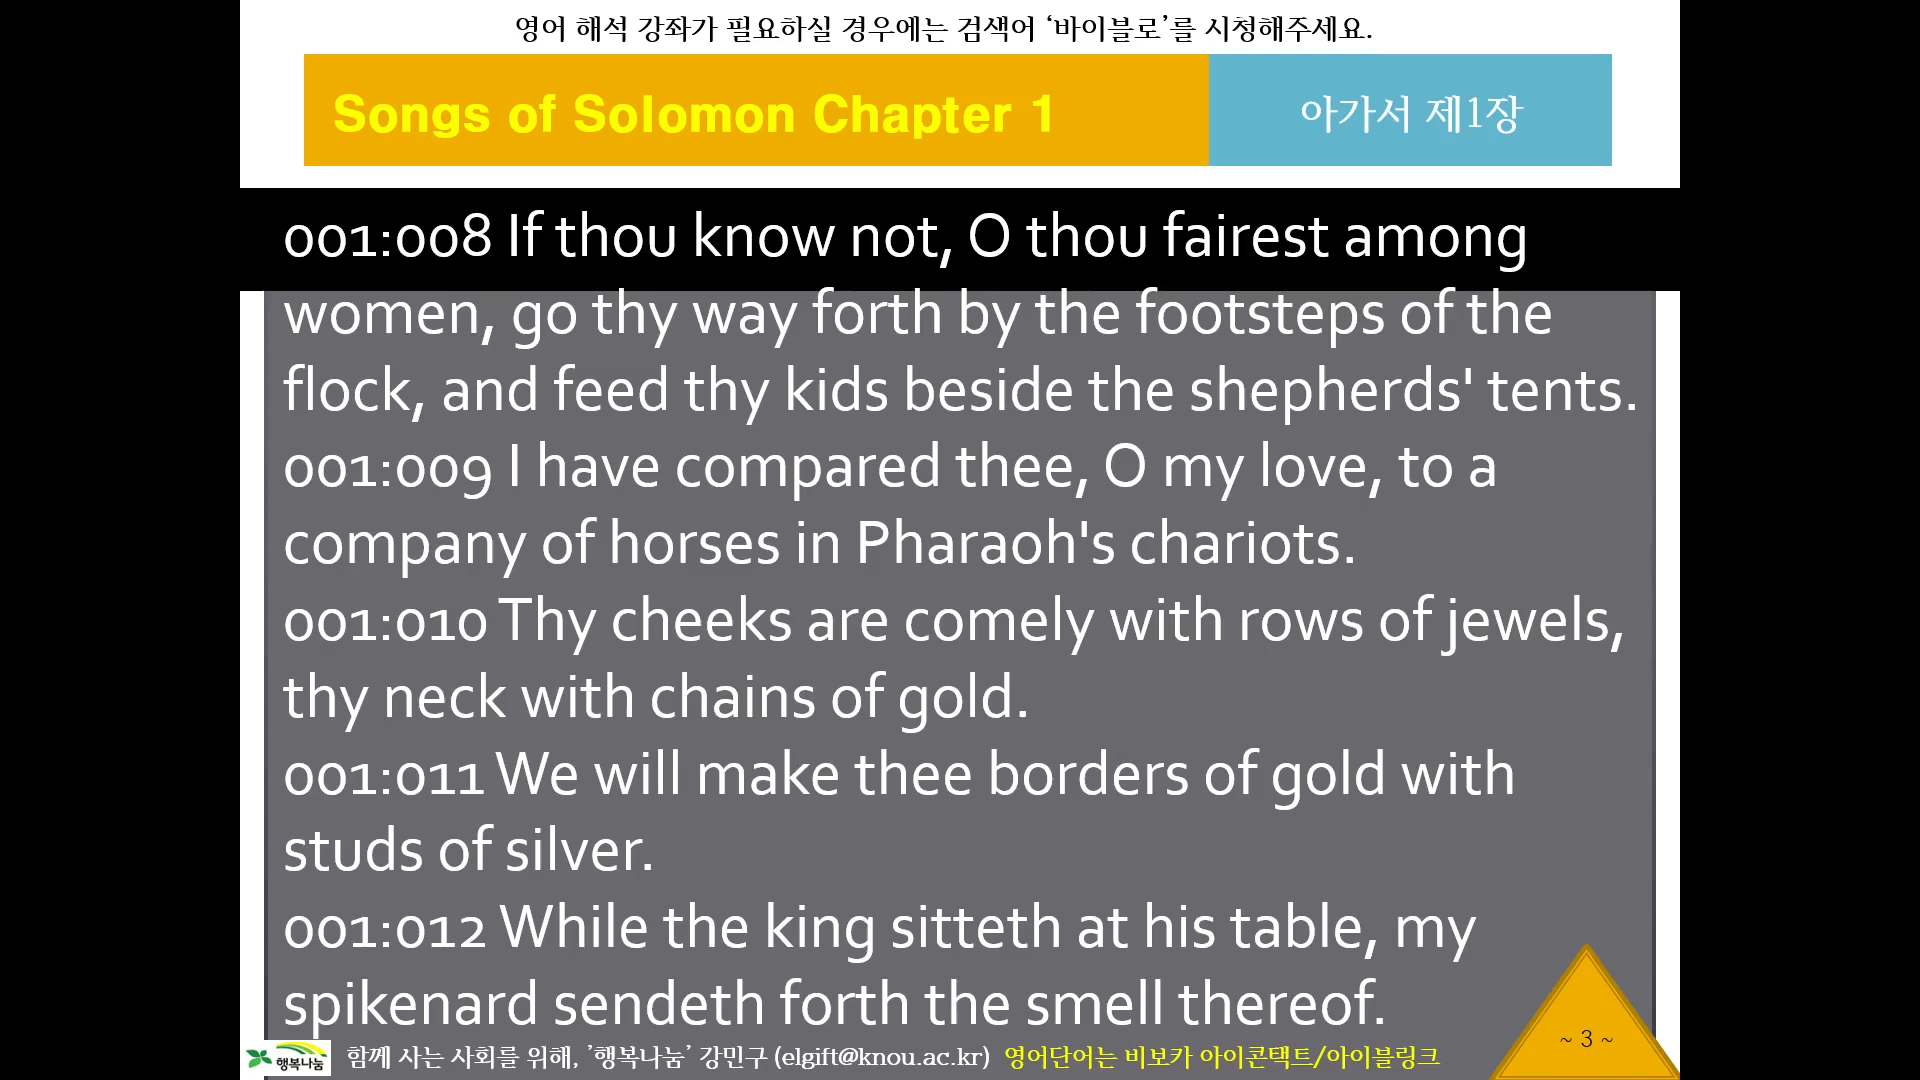 영어 해석 강좌가 필요하실 경우에는 검색어 ‘바이블로’를 시청해주세요.
Songs of Solomon Chapter 1
아가서 제1장
001:008 If thou know not, O thou fairest among
women, go thy way forth by the footsteps of the
flock, and feed thy kids beside the shepherds' tents.
001:009 I have compared thee, O my love, to a
company of horses in Pharaoh's chariots.
001:010 Thy cheeks are comely with rows of jewels,
thy neck with chains of gold.
001:011 We will make thee borders of gold with
studs of silver.
001:012 While the king sitteth at his table, my
spikenard sendeth forth the smell thereof.
~ 3 ~
행복나눔
함께 사는 사회를 위해, ’행복나눔’ 강민구 (elgift@knou.ac.kr) 영어단어는 비보카 아이콘택트/아이블링크